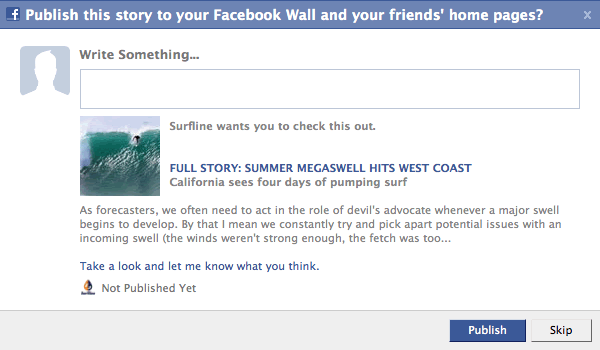 Publish this story to your Facebook Wall and your friends' home pages?
x
Write Something...
Surfline wants you to check this out.
FULL STORY: SUMMER MEGASWELL HITS WEST COAST
California sees four days of pumping surf
As forecasters, we often need to act in the role of devil's advocate whenever a major swell
begins to develop. By that I mean we constantly try and pick apart potential issues with an
incoming swell (the winds weren't strong enough, the fetch was too...
Take a look and let me know what you think.
Not Published Yet
Publish
Skip